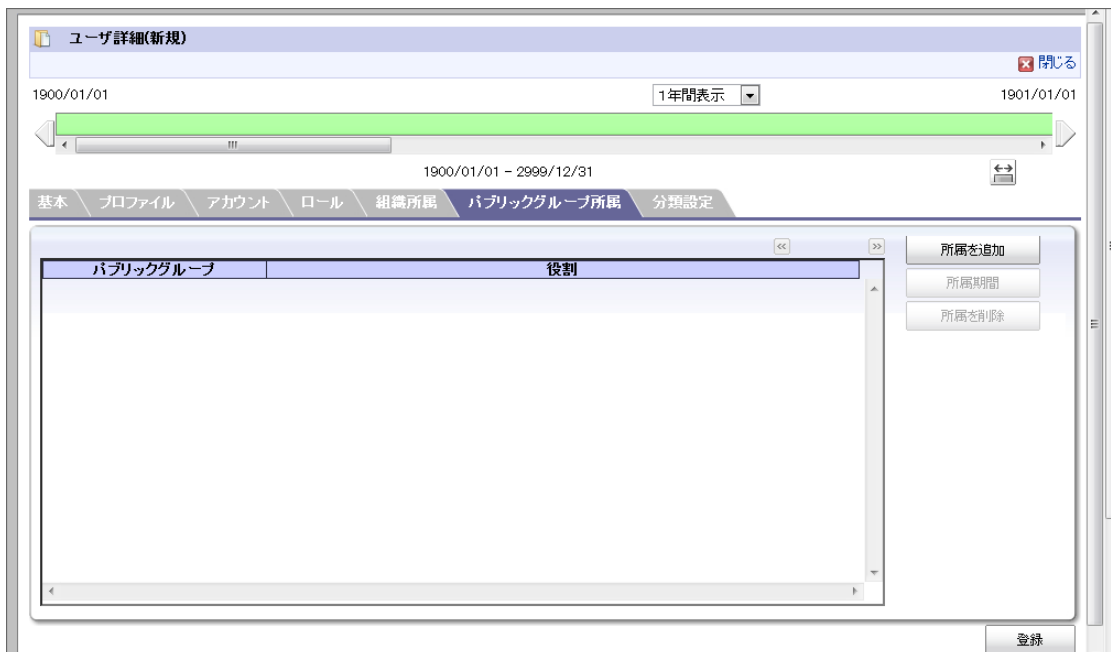 ユーザ詳細(新規)
閉じる
1900/01/01 1年間表示 1901/01/01
1900/01/01 - 2999/12/31
基本 プロファイル アカウント ロール 組織所属 パブリックグループ所属 分類設定
所属を追加
パブリックグループ 役割
所属期間
所属を削除
登録